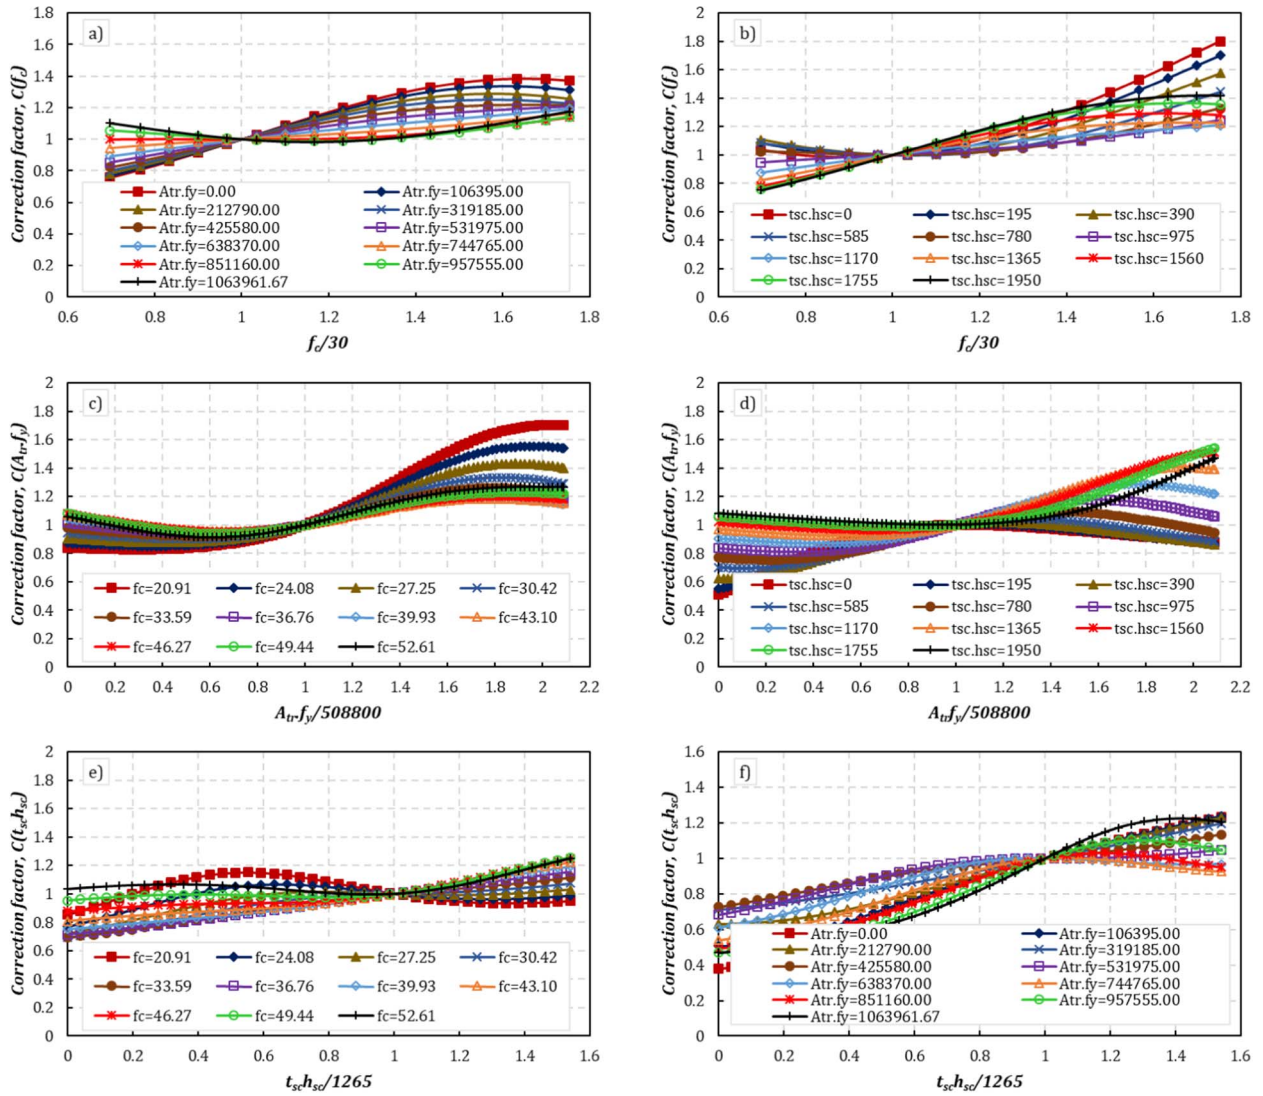 a)
Correction factor, C(fc)
1.8
1.6
1.4
1.2
1
0.8
0.6
0.4
0.2
0
Atr.fy=0.00 Atr.fy=106395.00
Atr.fy=212790.00 Atr.fy=319185.00
Atr.fy=425580.00 Atr.fy=531975.00
Atr.fy=638370.00 Atr.fy=744765.00
Atr.fy=851160.00 Atr.fy=957555.00
Atr.fy=1063961.67
0.6 0.8 1 1.2 1.4 1.6 1.8
fc/30
b)
Correction factor, C(fc)
2
1.8
1.6
1.4
1.2
1
0.8
0.6
0.4
0.2
0
tsc.hsc=0 tsc.hsc=195 tsc.hsc=390
tsc.hsc=585 tsc.hsc=780 tsc.hsc=975
tsc.hsc=1170 tsc.hsc=1365 tsc.hsc=1560
tsc.hsc=1755 tsc.hsc=1950
0.6 0.8 1 1.2 1.4 1.6 1.8
fc/30
c)
Correction factor, C(Atr.fy)
2
1.8
1.6
1.4
1.2
1
0.8
0.6
0.4
0.2
0
fc=20.91 fc=24.08 fc=27.25 fc=30.42
fc=33.59 fc=36.76 fc=39.93 fc=43.10
fc=46.27 fc=49.44 fc=52.61
0 0.2 0.4 0.6 0.8 1 1.2 1.4 1.6 1.8 2 2.2
Atr.fy/508800
d)
Correction factor, C(Atr.fy)
2
1.8
1.6
1.4
1.2
1
0.8
0.6
0.4
0.2
0
tsc.hsc=0 tsc.hsc=195 tsc.hsc=390
tsc.hsc=585 tsc.hsc=780 tsc.hsc=975
tsc.hsc=1170 tsc.hsc=1365 tsc.hsc=1560
tsc.hsc=1755 tsc.hsc=1950
0 0.2 0.4 0.6 0.8 1 1.2 1.4 1.6 1.8 2 2.2
Atrfy/508800
e)
Correction factor, C(tschsc)
2
1.8
1.6
1.4
1.2
1
0.8
0.6
0.4
0.2
0
fc=20.91 fc=24.08 fc=27.25 fc=30.42
fc=33.59 fc=36.76 fc=39.93 fc=43.10
fc=46.27 fc=49.44 fc=52.61
0 0.2 0.4 0.6 0.8 1 1.2 1.4 1.6
tschsc/1265
f)
Correction factor, C(tschsc)
1.6
1.4
1.2
1
0.8
0.6
0.4
0.2
0
Atr.fy=0.00 Atr.fy=106395.00
Atr.fy=212790.00 Atr.fy=319185.00
Atr.fy=425580.00 Atr.fy=531975.00
Atr.fy=638370.00 Atr.fy=744765.00
Atr.fy=851160.00 Atr.fy=957555.00
Atr.fy=1063961.67
0 0.2 0.4 0.6 0.8 1 1.2 1.4 1.6
tschsc/1265